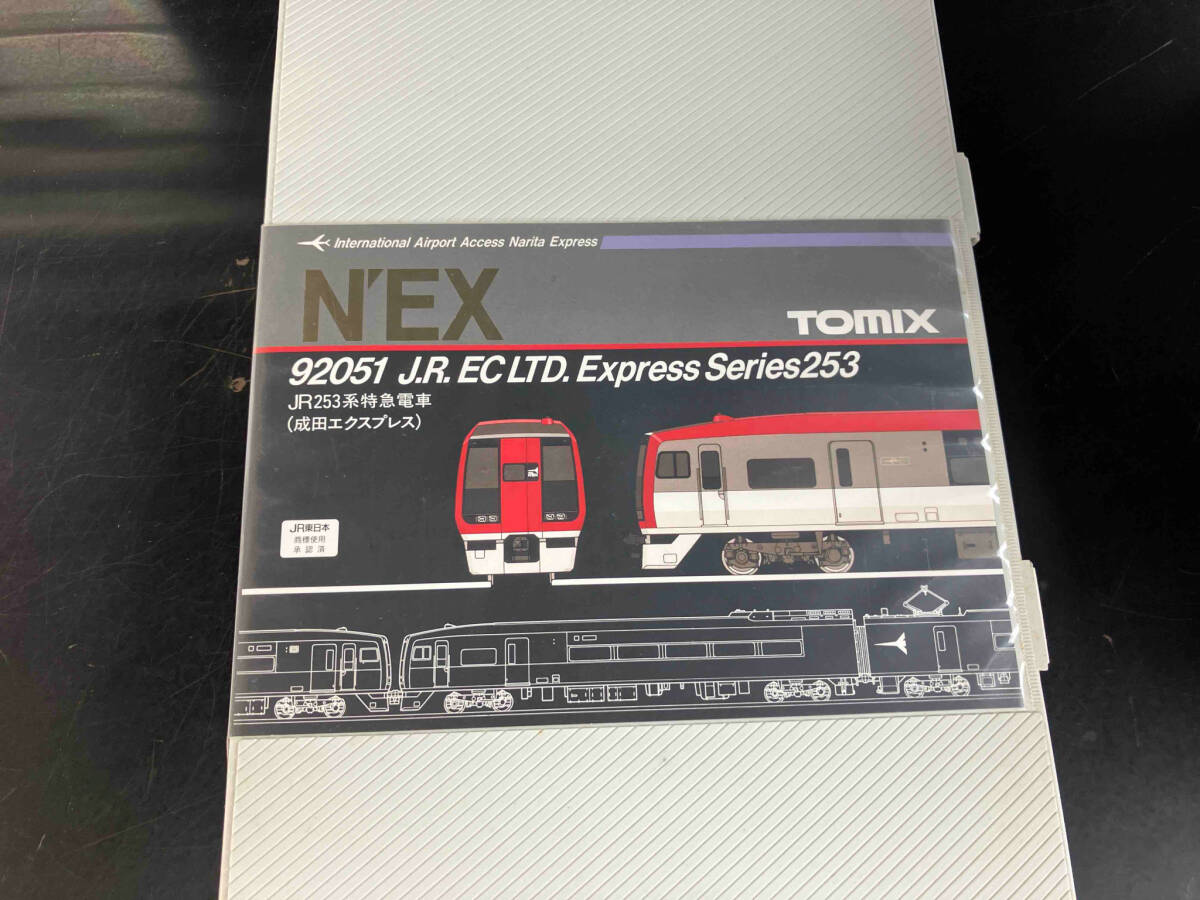 International Airport Access Narita Express
N'EX
TOMIX
92051 J.R. EC LTD. Express Series253
JR253系特急電車
(成田エクスプレス)
JR東日本
商標使用
承認済